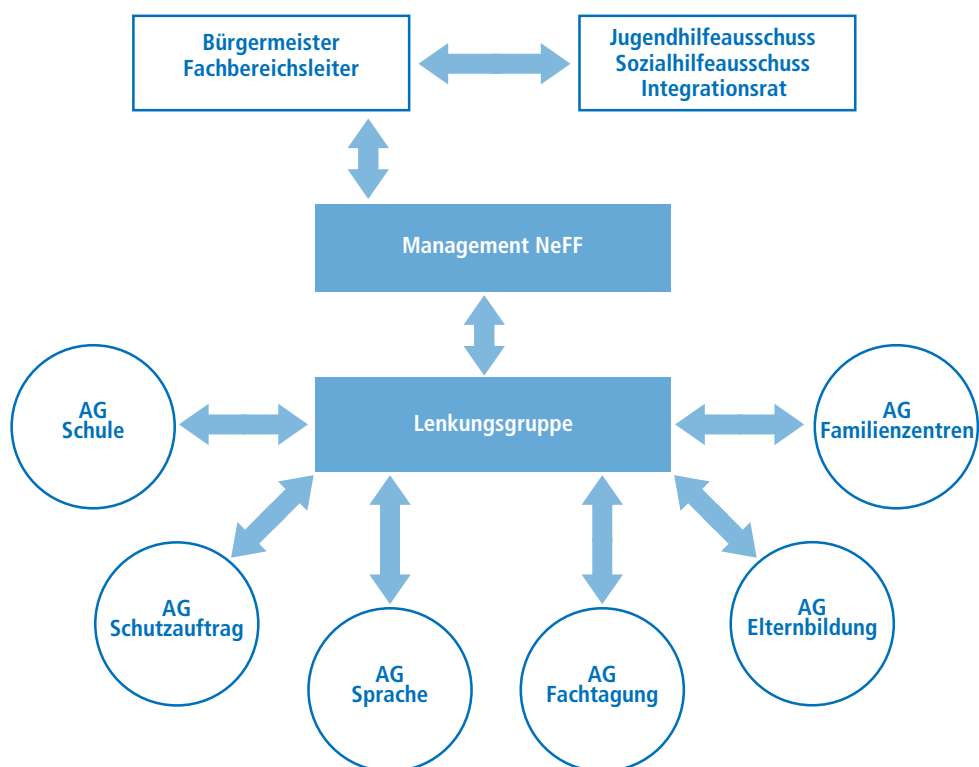 Bürgermeister
Fachbereichsleiter
Jugendhilfeausschuss
Sozialhilfeausschuss
Integrationsrat
Management NeFF
Lenkungsgruppe
AG
Schule
AG
Familienzentren
AG
Schutzauftrag
AG
Sprache
AG
Fachtagung
AG
Elternbildung